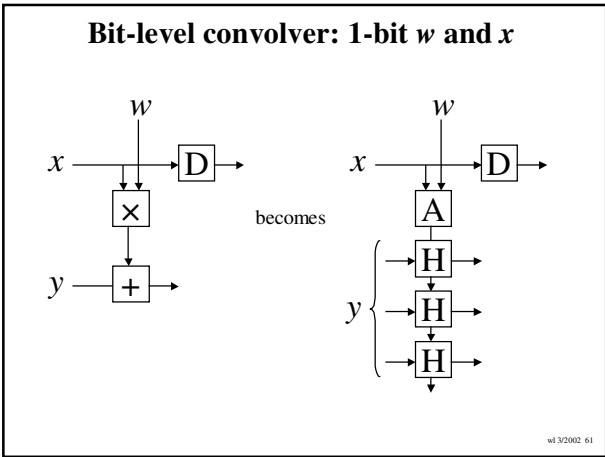 Bit-level convolver: 1-bit w and x
w
x
D
×
becomes
y
+
w
x
D
A
H
y
H
H
wl 3/2002 61